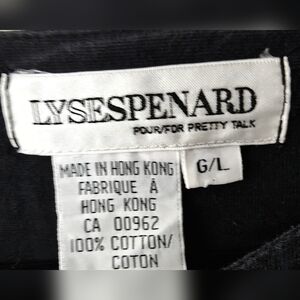 LYSESPENARD
POUR/FOR PRETTY TALK
G/L
MADE IN HONG KONG
FABRIQUE À
HONG KONG
CA 00962
100% COTTON/
COTON